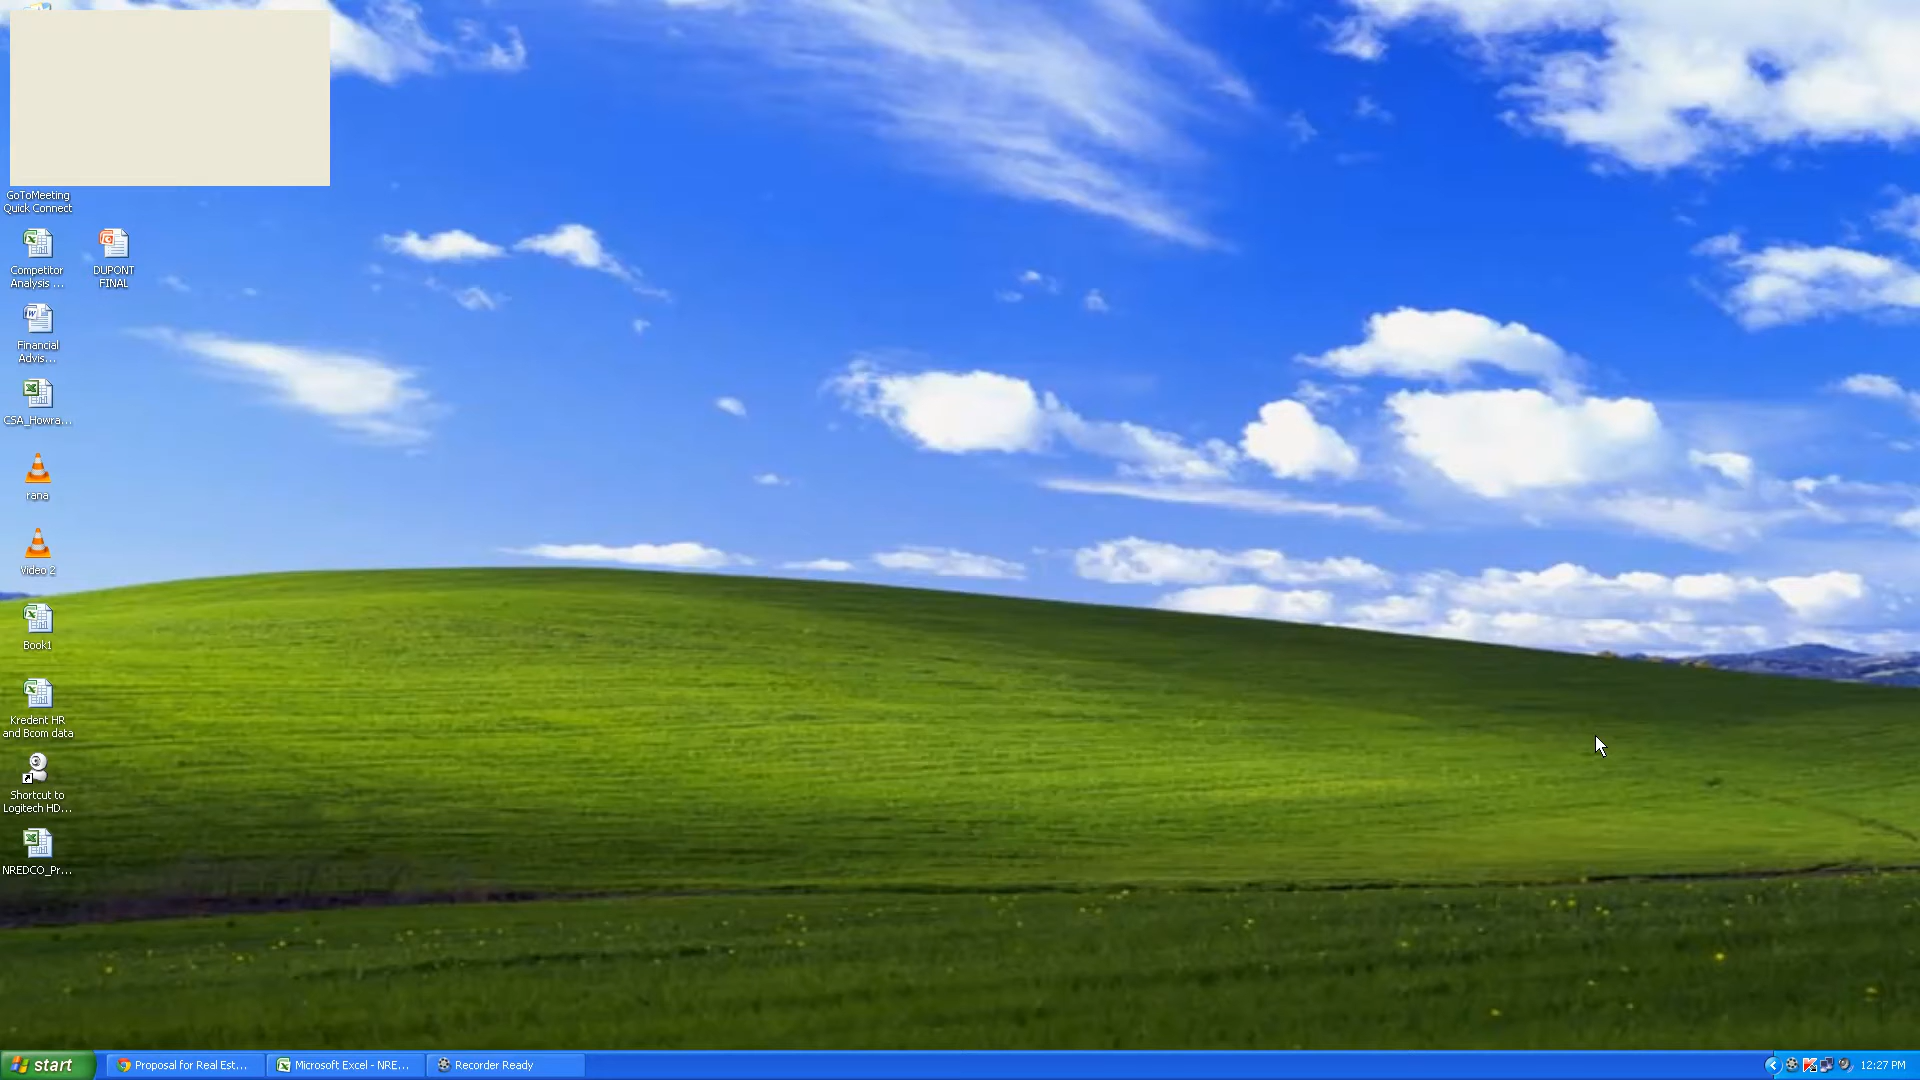 GoToMeeting
Quick Connect
Competitor
Analysis ...
DUPONT
FINAL
Financial
Advis...
CSA_Howra...
rana
Video 2
Book1
Kredent HR
and Bcom data
Shortcut to
Logitech HD...
NREDCO_Pr...
start
Proposal for Real Est...
Microsoft Excel - NRE...
Recorder Ready
12:27 PM